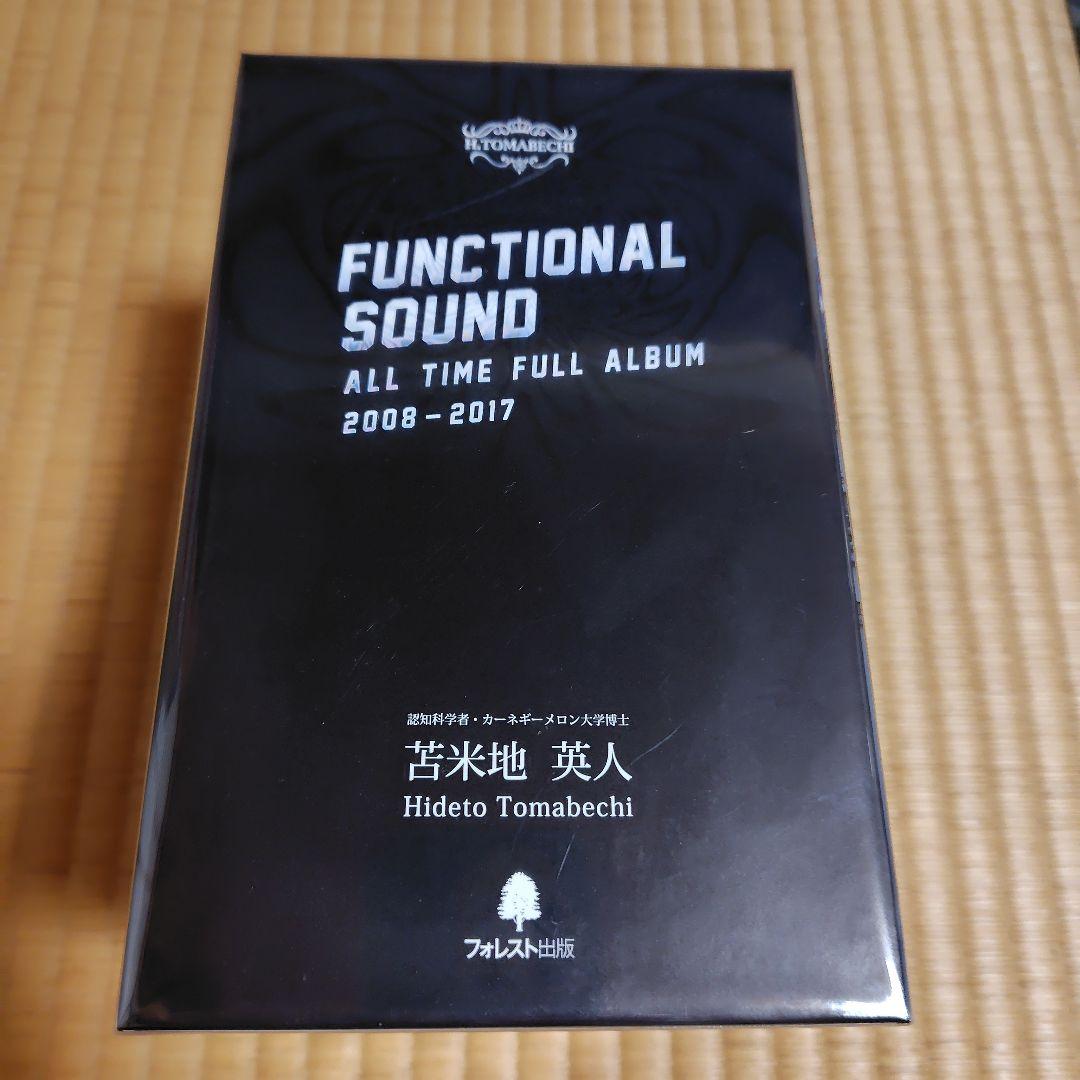 H.TOMABECHI
FUNCTIONAL
SOUND
ALL TIME FULL ALBUM
2008-2017
認知科学者・カーネギーメロン大学博士
苫米地 英人
Hideto Tomabechi
フォレスト出版